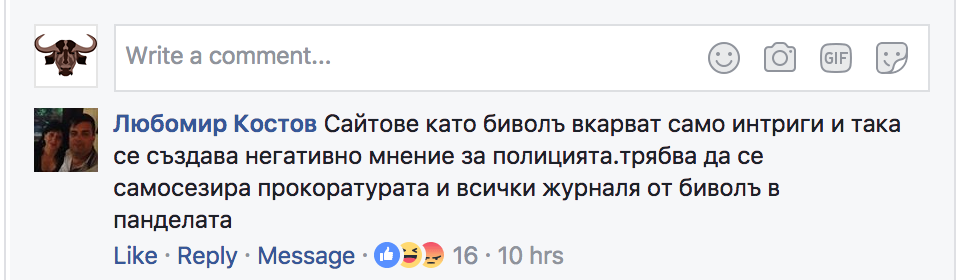 Write a comment...
GIF
Любомир Костов Сайтове като биволъ вкарват само интриги и така
се създава негативно мнение за полицията.трябва да се
самосезира прокоратурата и всички журналя от биволъ в
панделата
Like · Reply · Message · 16 · 10 hrs